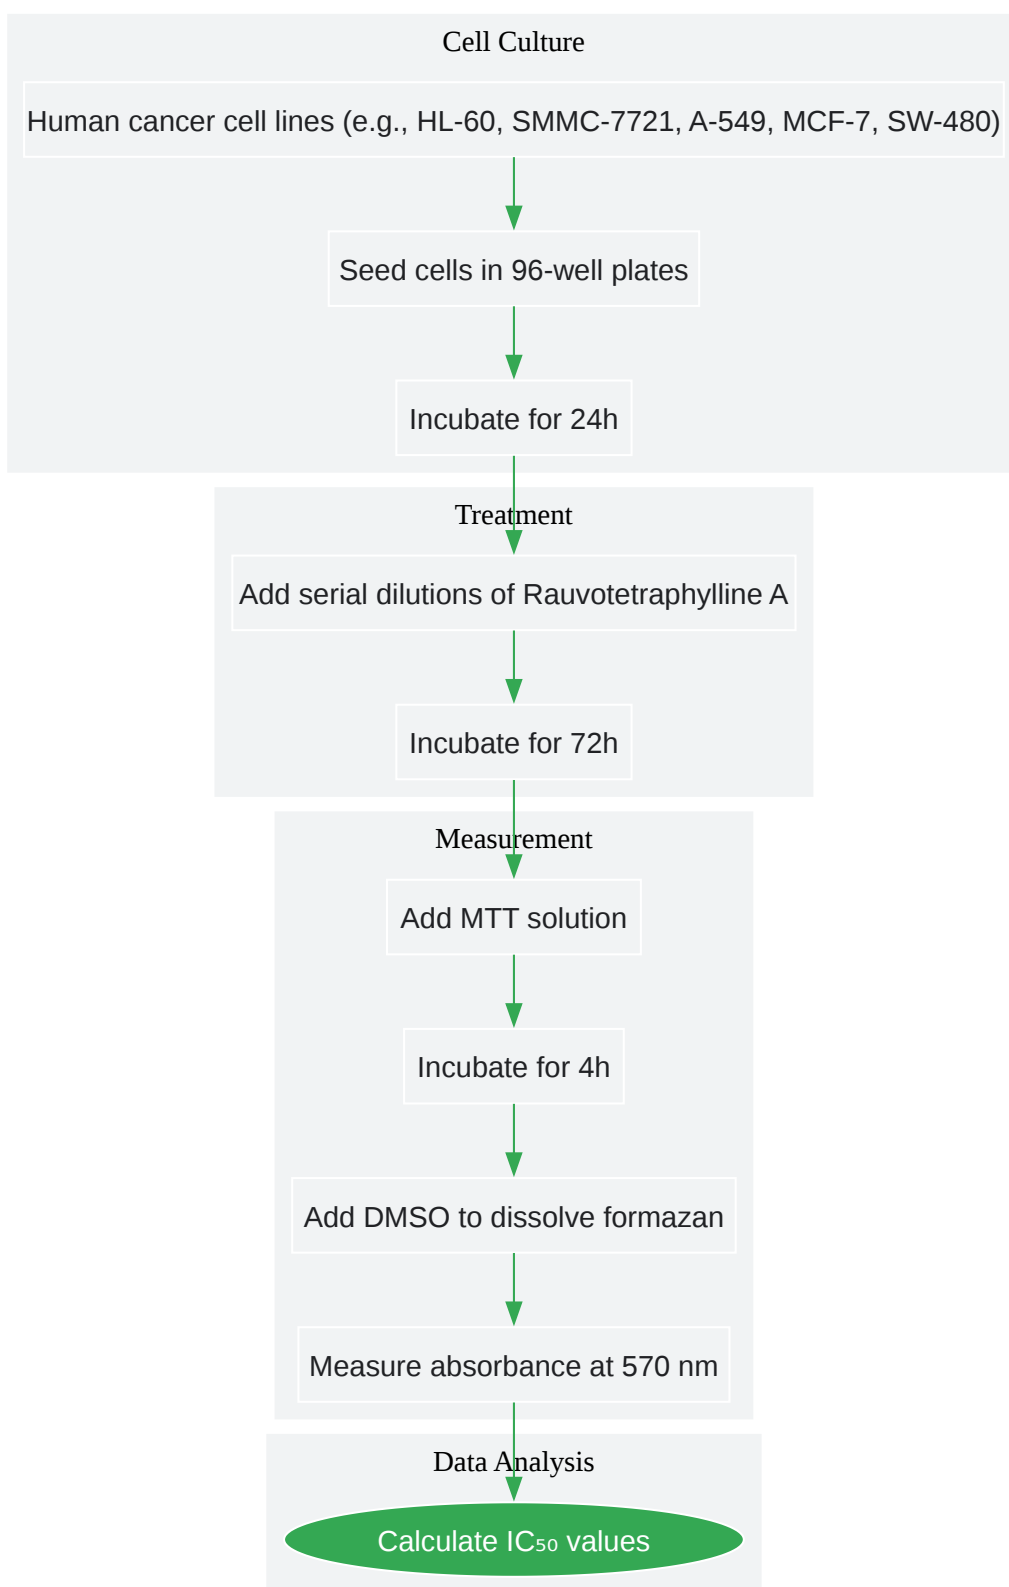 Cell Culture
Human cancer cell lines (e.g., HL-60, SMMC-7721, A-549, MCF-7, SW-480)
Seed cells in 96-well plates
Incubate for 24h
Treatment
Add serial dilutions of Rauvotetraphylline A
Incubate for 72h
Measurement
Add MTT solution
Incubate for 4h
Add DMSO to dissolve formazan
Measure absorbance at 570 nm
Data Analysis
Calculate IC₅₀ values